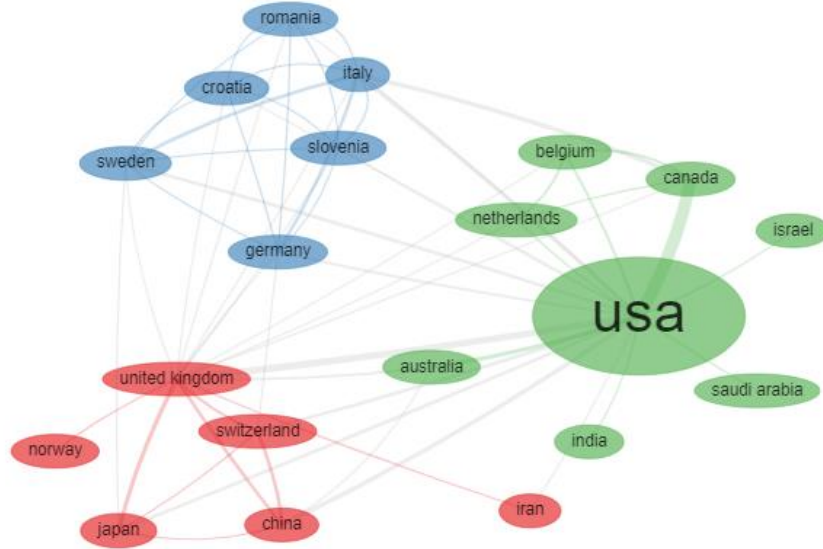 romania
italy
croatia
slovenia
sweden
belgium
canada
netherlands
israel
germany
usa
australia
united kingdom
saudi arabia
switzerland
india
norway
iran
japan
china